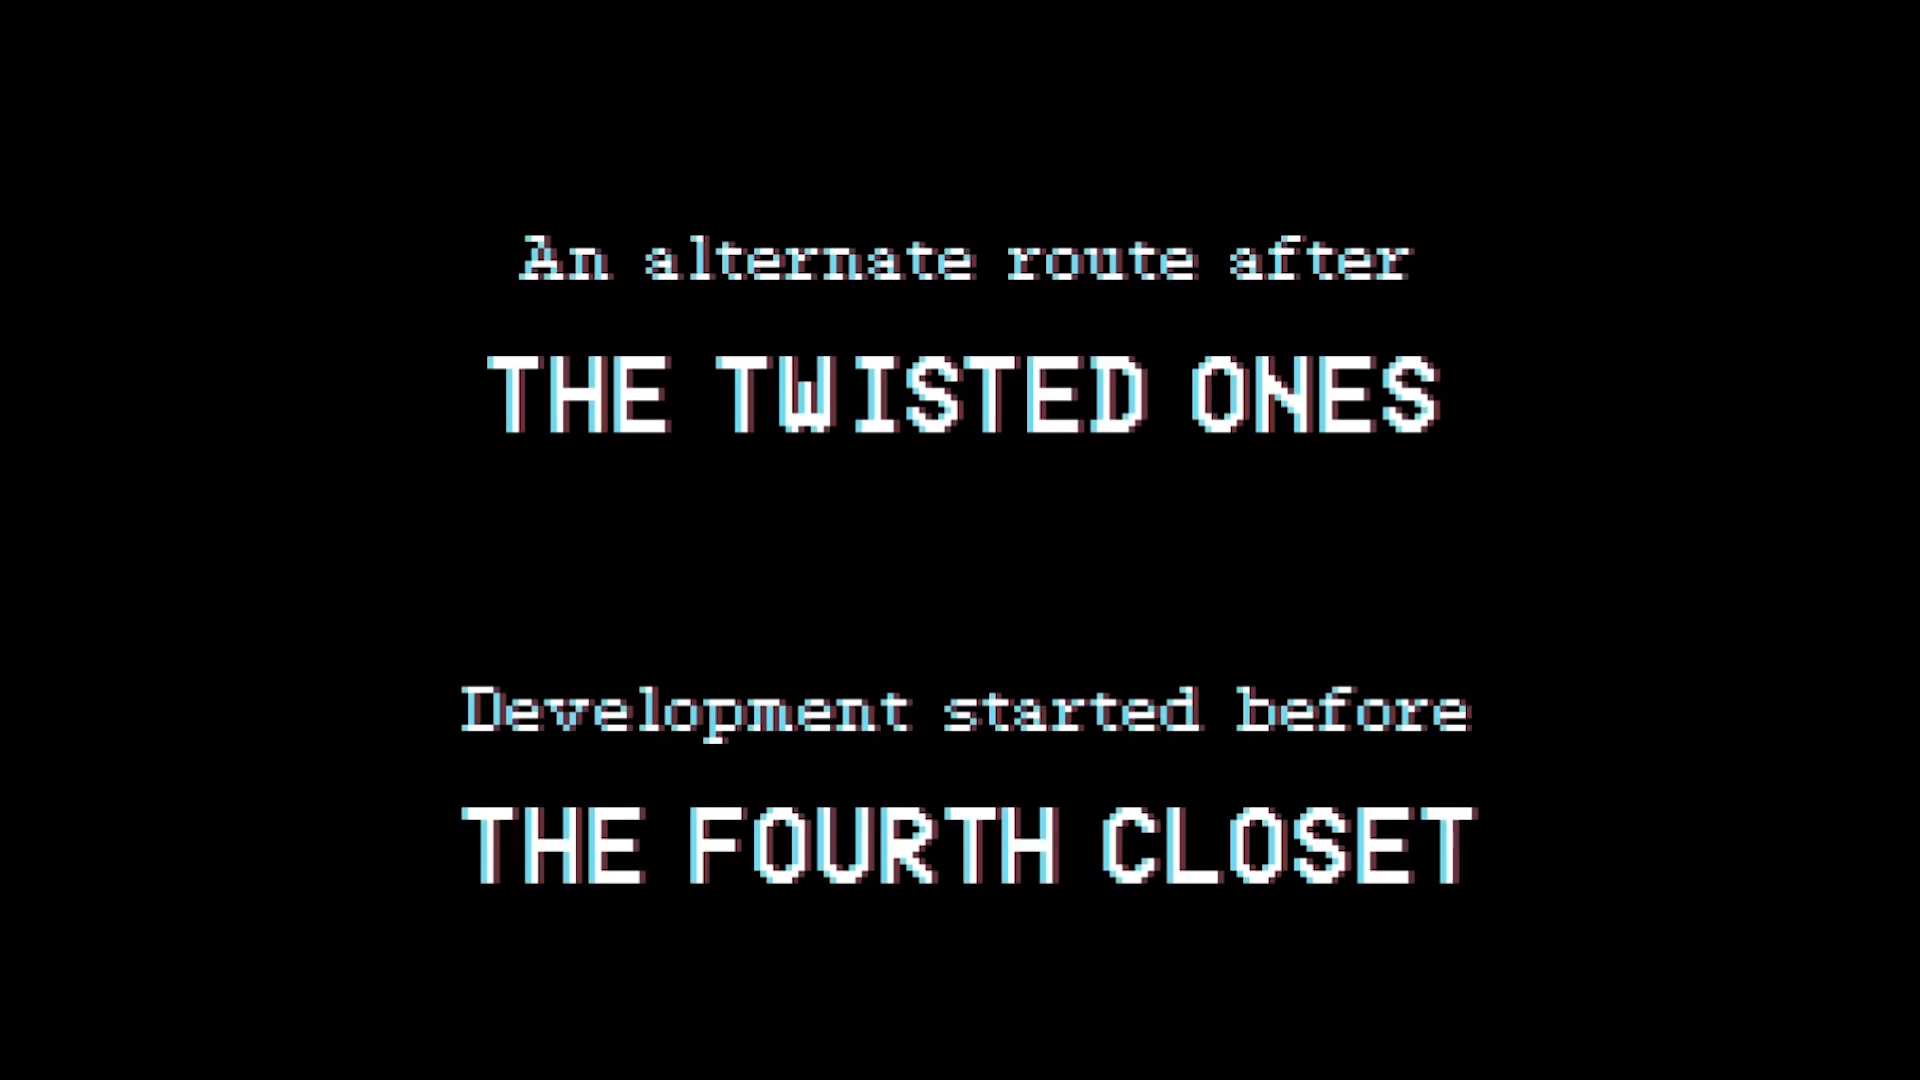 An alternate route after
THE TWISTED ONES
Development started before
THE FOURTH CLOSET